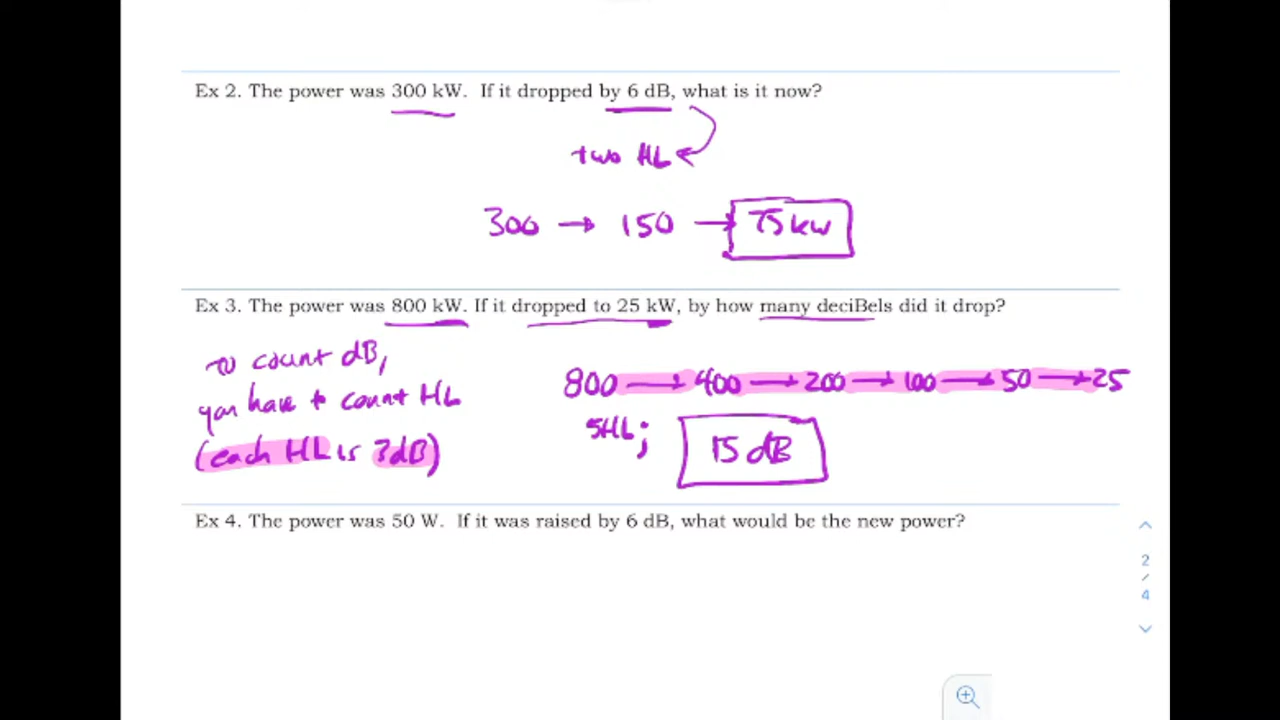 Ex 2. The power was 300 kW. If it dropped by 6 dB, what is it now?
two HL
300 → 150 → 75 kW
Ex 3. The power was 800 kW. If it dropped to 25 kW, by how many deciBels did it drop?
to count dB,
you have to count HL
(each HL is 3dB)
800 → 400 → 200 → 100 → 50 → 25
5HL; 15 dB
Ex 4. The power was 50 W. If it was raised by 6 dB, what would be the new power?
2
/
4